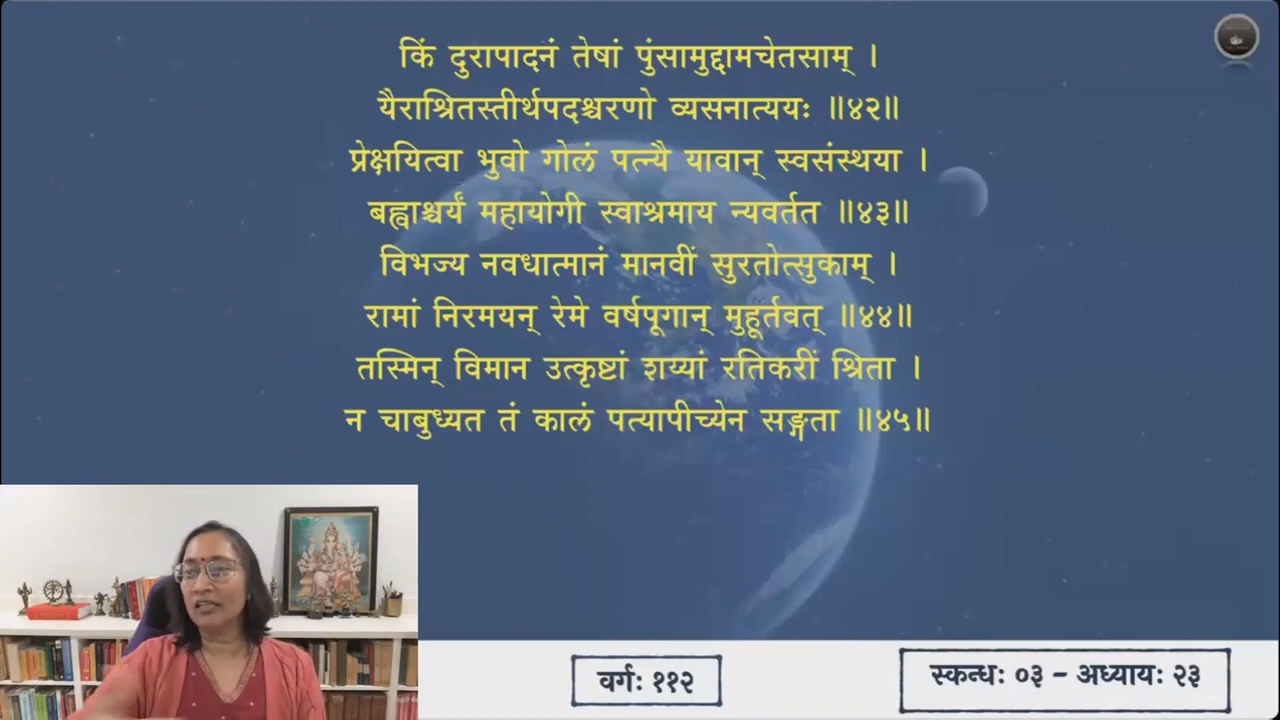 किं दुरापादनं तेषां पुंसामुद्दामचेतसाम् ।
यैराश्रितस्तीर्थपदश्चरणो व्यसनात्ययः ॥४२॥
प्रेक्षयित्वा भुवो गोलं पत्न्यै यावान् स्वसंस्थया ।
बह्वाश्चर्यं महायोगी स्वाश्रमाय न्यवर्तत ॥४३॥
विभज्य नवधात्मानं मानवीं सुरतोत्सुकाम् ।
रामां निरमयन् रेमे वर्षपूगान् मुहूर्तवत् ॥४४॥
तस्मिन् विमान उत्कृष्टां शय्यां रतिकरीं श्रिता ।
न चाबुध्यत तं कालं पत्यापीच्येन सङ्गता ॥४५॥
वर्गः ११२
स्कन्धः ०३ - अध्यायः २३